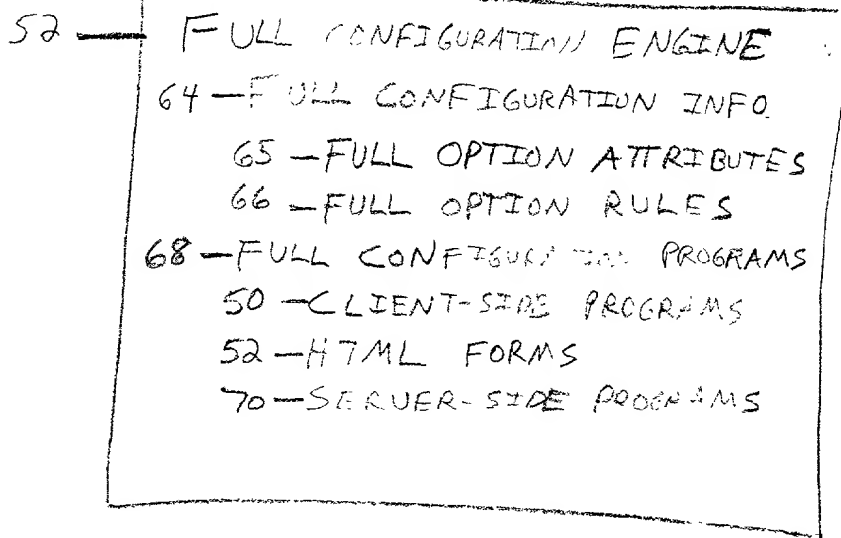 52 — FULL CONFIGURATION ENGINE
64 — FULL CONFIGURATION INFO.
65 — FULL OPTION ATTRIBUTES
66 — FULL OPTION RULES
68 — FULL CONFIGURATION PROGRAMS
50 — CLIENT-SIDE PROGRAMS
52 — HTML FORMS
70 — SERVER-SIDE PROGRAMS